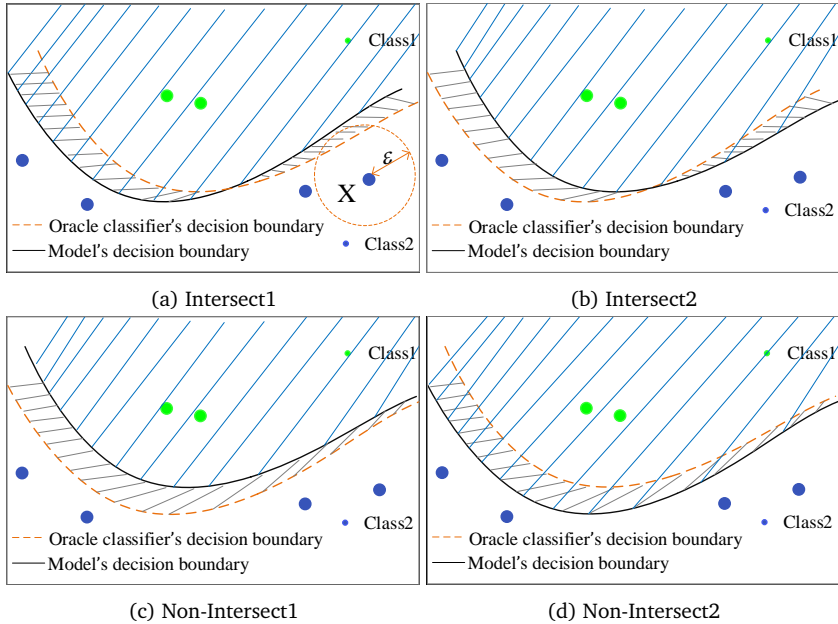 Class1
ε
X
Oracle classifier's decision boundary
Model's decision boundary
Class2
(a) Intersect1
Class1
Oracle classifier's decision boundary
Model's decision boundary
Class2
(b) Intersect2
Class1
Class2
Oracle classifier's decision boundary
Model's decision boundary
(c) Non-Intersect1
Class1
Class2
Oracle classifier's decision boundary
Model's decision boundary
(d) Non-Intersect2